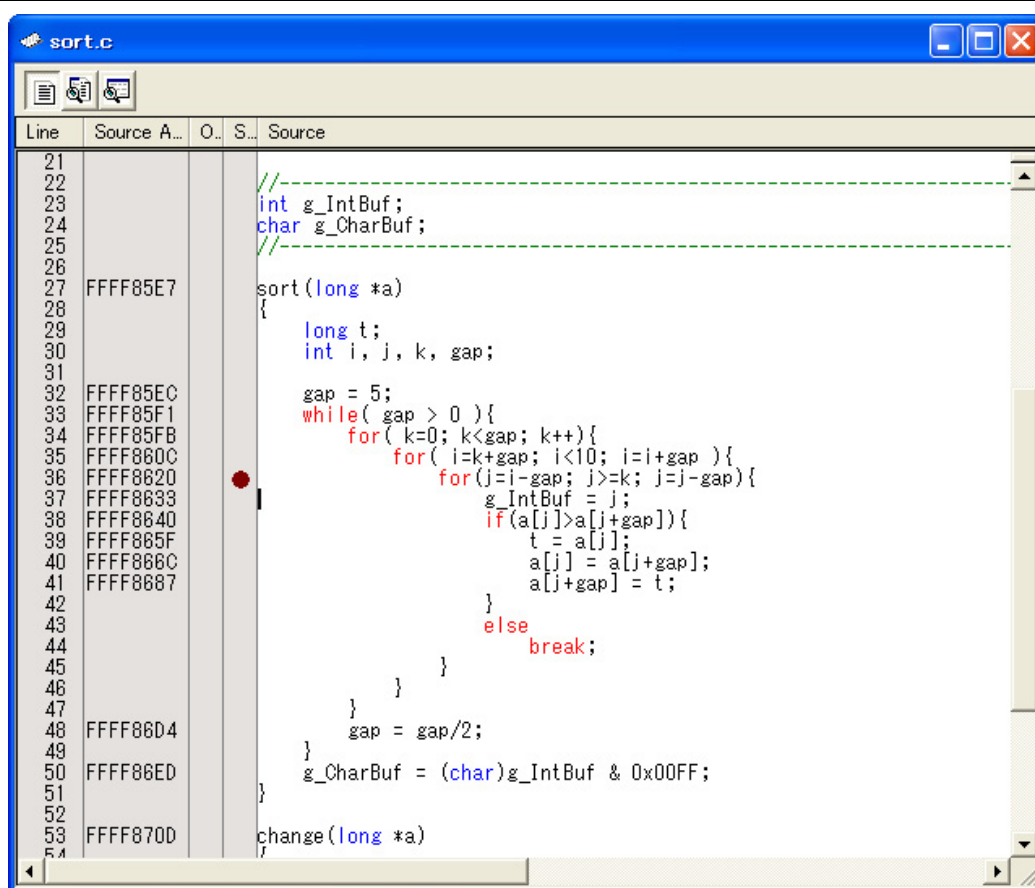 sort.c
Line Source A... O.. S... Source
21
22 //---------------------------------------------------------------
23 int g_IntBuf;
24 char g_CharBuf;
25 //---------------------------------------------------------------
26
27 FFFF85E7 sort(long *a)
28 {
29 long t;
30 int i, j, k, gap;
31
32 FFFF85EC gap = 5;
33 FFFF85F1 while( gap > 0 ){
34 FFFF85FB for( k=0; k<gap; k++){
35 FFFF860C for( i=k+gap; i<10; i=i+gap ){
36 FFFF8620 for(j=i-gap; j>=k; j=j-gap){
37 FFFF8633 g_IntBuf = j;
38 FFFF8640 if(a[j]>a[j+gap]){
39 FFFF865F t = a[j];
40 FFFF866C a[j] = a[j+gap];
41 FFFF8687 a[j+gap] = t;
42 }
43 else
44 break;
45 }
46 }
47 }
48 FFFF86D4 gap = gap/2;
49 }
50 FFFF86ED g_CharBuf = (char)g_IntBuf & 0x00FF;
51 }
52
53 FFFF870D change(long *a)
54 {